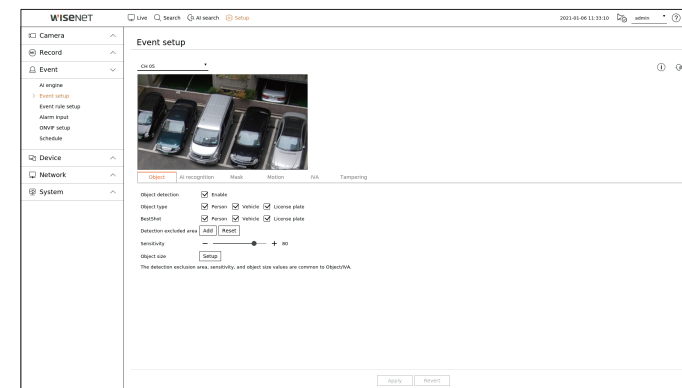 WISENET
Live Search AI search Setup
2021-01-06 11:33:10 admin
Camera
Record
Event
AI engine
Event setup
Event rule setup
Alarm input
ONVIF setup
Schedule
Device
Network
System
Event setup
CH 05
Object AI recognition Mask Motion IVA Tampering
Object detection Enable
Object type Person Vehicle License plate
BestShot Person Vehicle License plate
Detection excluded area Add Reset
Sensitivity − + 80
Object size Setup
The detection exclusion area, sensitivity, and object size values are common to Object/IVA.
Apply Revert